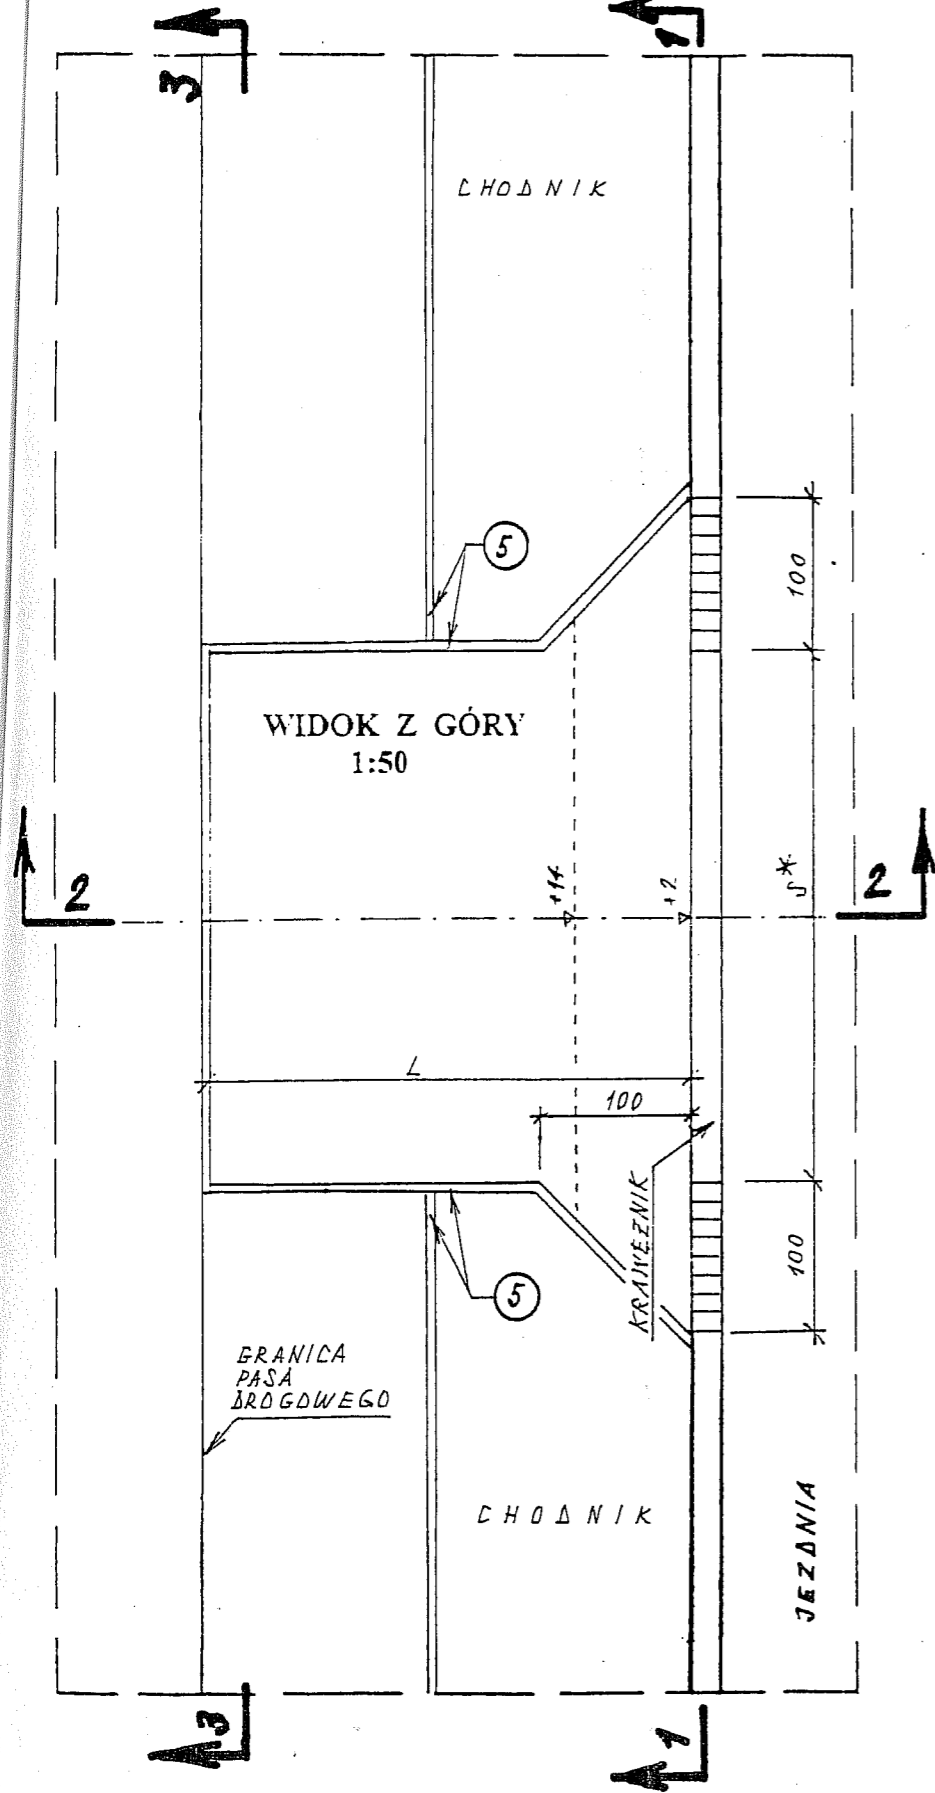 3
1
CHODNIK
5
100
WIDOK Z GÓRY
1:50
+14
+2
2
2
S*
L
100
KRAWĘŻNIK
100
5
GRANICA
PASA
DROGOWEGO
CHODNIK
JEZDNIA
3
1